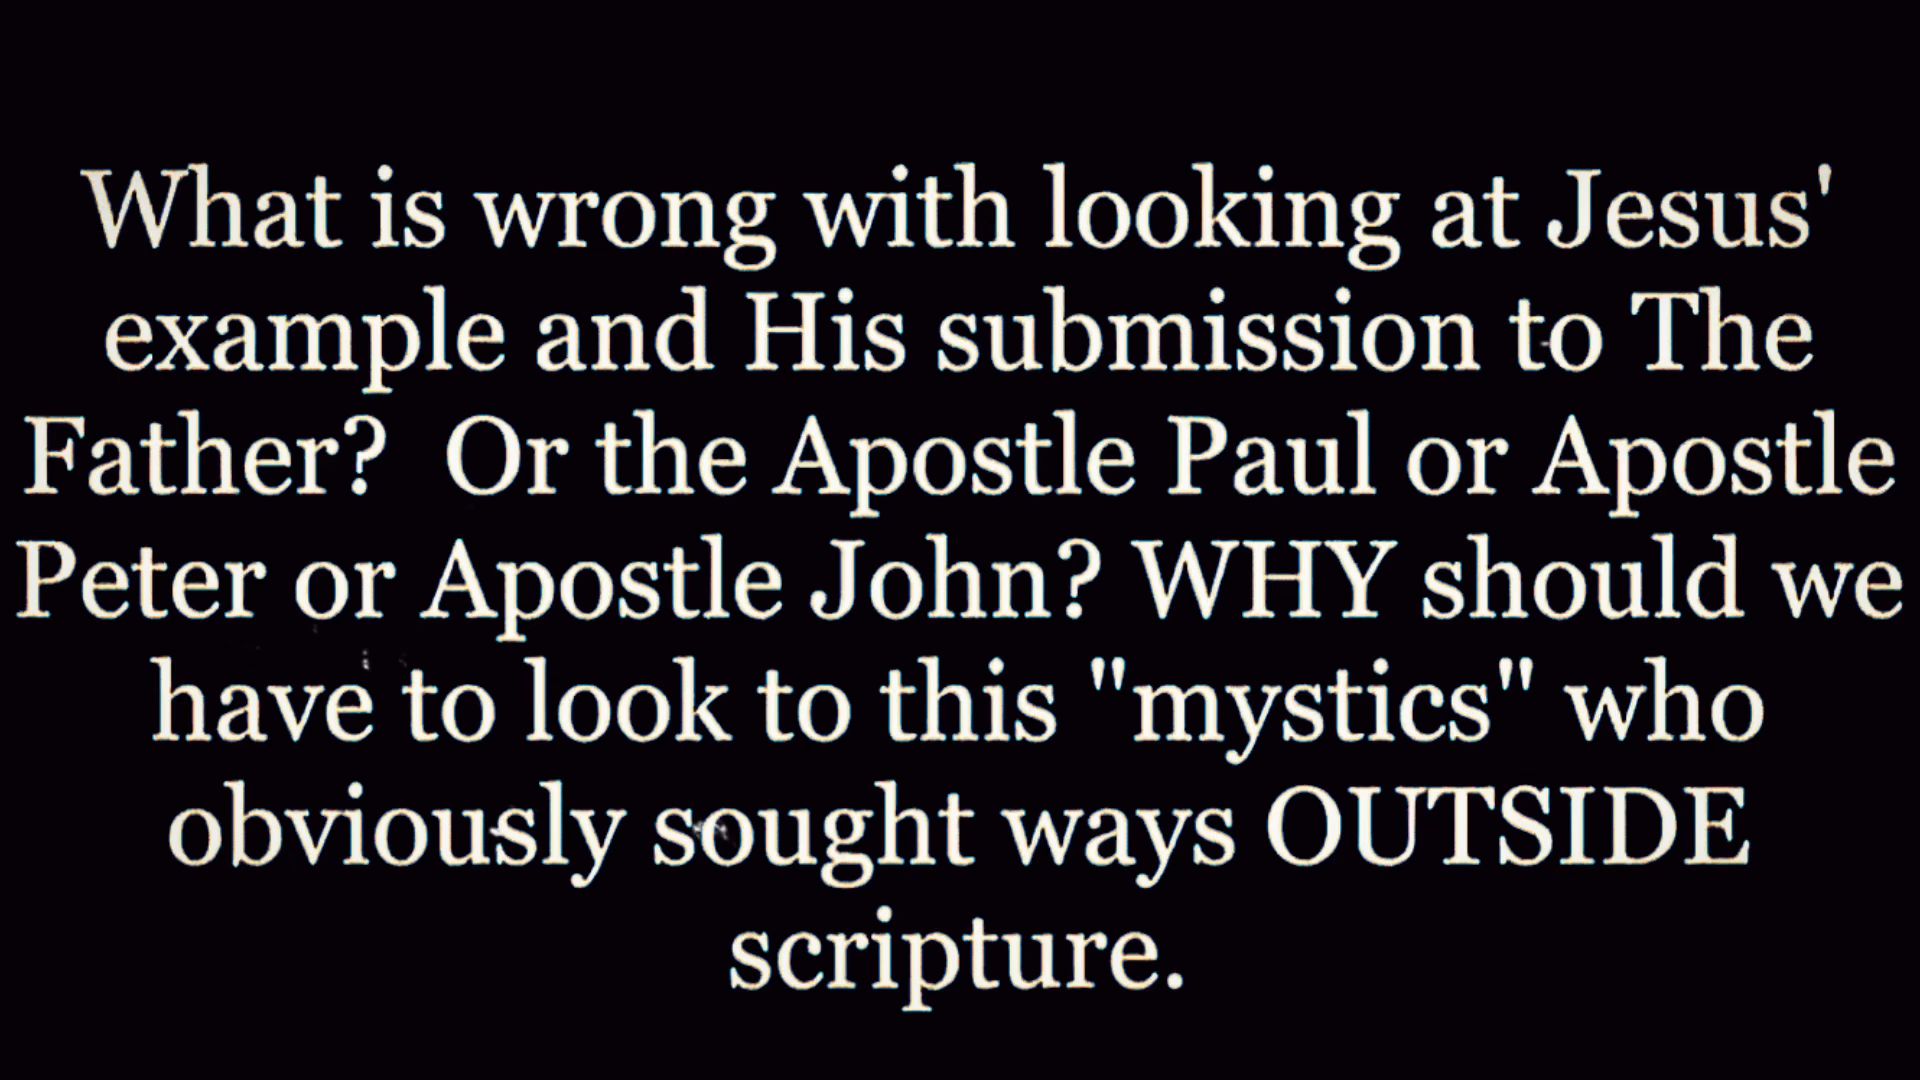 What is wrong with looking at Jesus'
example and His submission to The
Father?  Or the Apostle Paul or Apostle
Peter or Apostle John? WHY should we
have to look to this "mystics" who
obviously sought ways OUTSIDE
scripture.